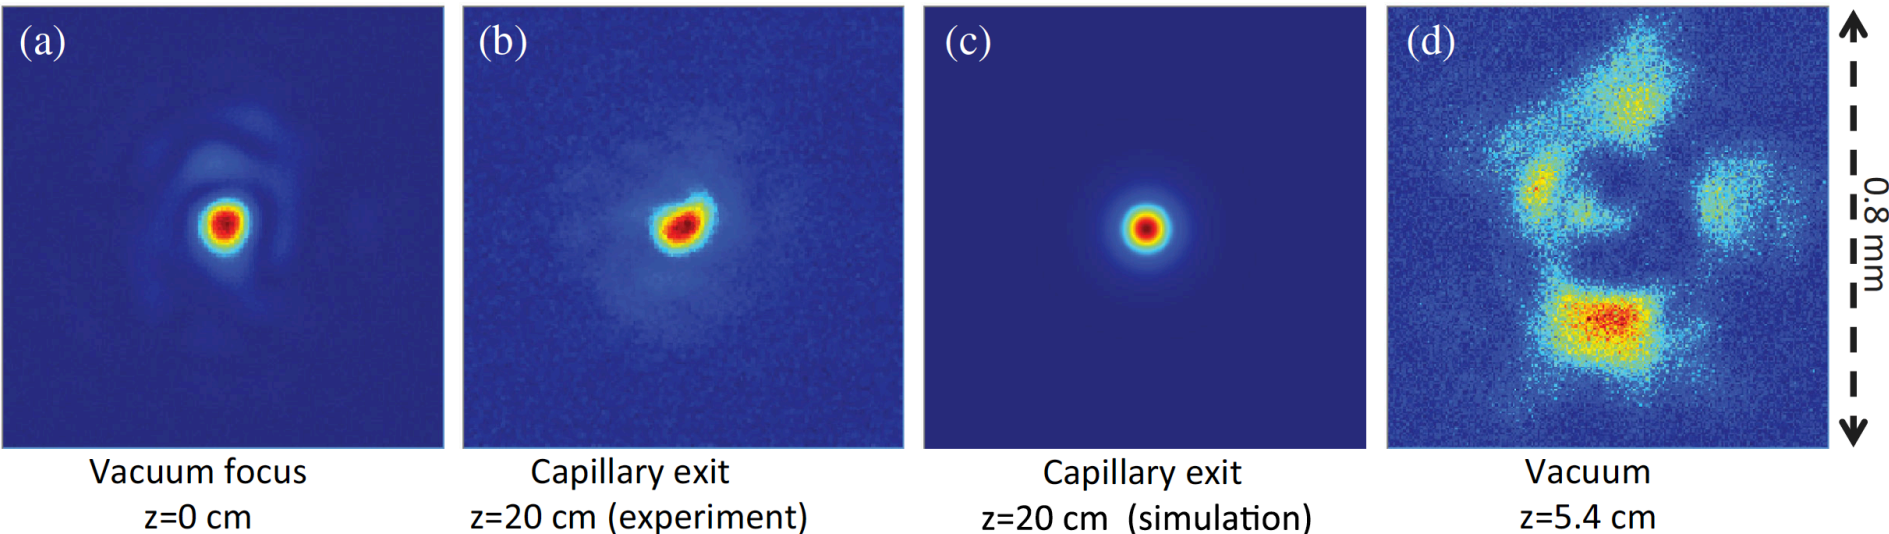 (a)
(b)
(c)
(d)
0.8 mm
Vacuum focus
z=0 cm
Capillary exit
z=20 cm (experiment)
Capillary exit
z=20 cm (simulation)
Vacuum
z=5.4 cm